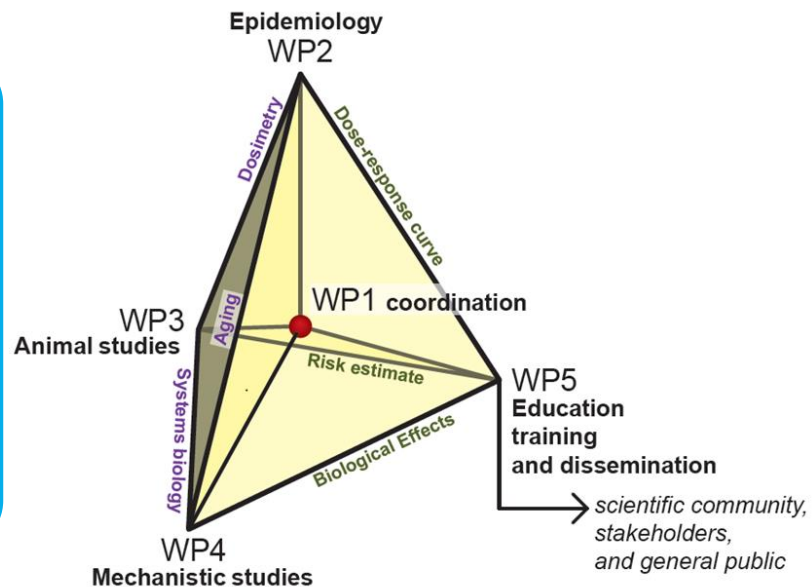 Epidemiology
WP2
Dosimetry
Dose-response curve
WP1 coordination
WP3
Animal studies
Aging
Risk estimate
WP5
Education
training
and dissemination
Systems biology
Biological Effects
scientific community,
stakeholders,
and general public
WP4
Mechanistic studies